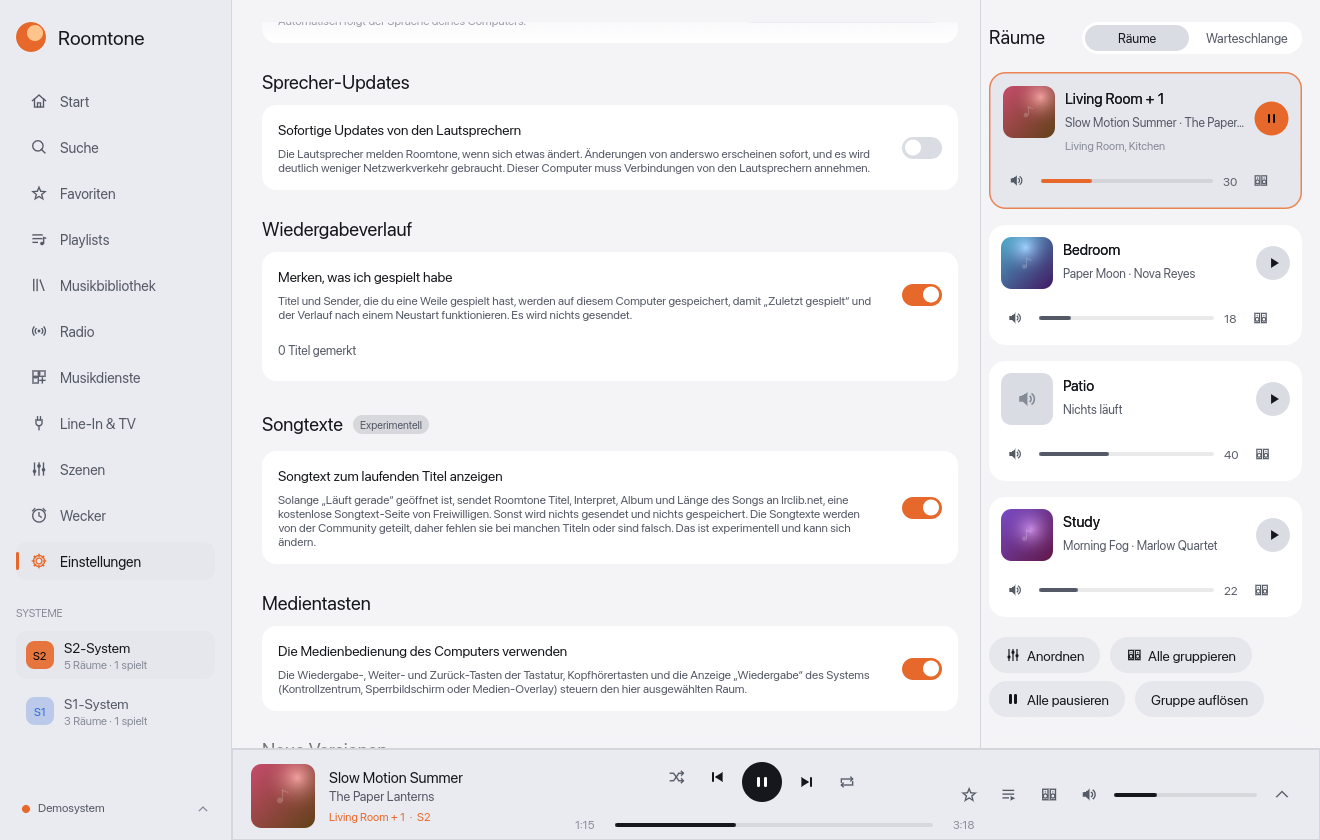 Roomtone
Start
Suche
Favoriten
Playlists
Musikbibliothek
Radio
Musikdienste
Line-In & TV
Szenen
Wecker
Einstellungen
SYSTEME
S2
S2-System
5 Räume · 1 spielt
S1
S1-System
3 Räume · 1 spielt
Demosystem
Automatisch folgt der Sprache deines Computers.
Sprecher-Updates
Sofortige Updates von den Lautsprechern
Die Lautsprecher melden Roomtone, wenn sich etwas ändert. Änderungen von anderswo erscheinen sofort, und es wird
deutlich weniger Netzwerkverkehr gebraucht. Dieser Computer muss Verbindungen von den Lautsprechern annehmen.
Wiedergabeverlauf
Merken, was ich gespielt habe
Titel und Sender, die du eine Weile gespielt hast, werden auf diesem Computer gespeichert, damit „Zuletzt gespielt“ und
der Verlauf nach einem Neustart funktionieren. Es wird nichts gesendet.
0 Titel gemerkt
Songtexte
Experimentell
Songtext zum laufenden Titel anzeigen
Solange „Läuft gerade“ geöffnet ist, sendet Roomtone Titel, Interpret, Album und Länge des Songs an lrclib.net, eine
kostenlose Songtext-Seite von Freiwilligen. Sonst wird nichts gesendet und nichts gespeichert. Die Songtexte werden
von der Community geteilt, daher fehlen sie bei manchen Titeln oder sind falsch. Das ist experimentell und kann sich
ändern.
Medientasten
Die Medienbedienung des Computers verwenden
Die Wiedergabe-, Weiter- und Zurück-Tasten der Tastatur, Kopfhörertasten und die Anzeige „Wiedergabe“ des Systems
(Kontrollzentrum, Sperrbildschirm oder Medien-Overlay) steuern den hier ausgewählten Raum.
Neue Versionen
Räume
Räume
Warteschlange
Living Room + 1
Slow Motion Summer · The Paper…
Living Room, Kitchen
30
Bedroom
Paper Moon · Nova Reyes
18
Patio
Nichts läuft
40
Study
Morning Fog · Marlow Quartet
22
Anordnen
Alle gruppieren
Alle pausieren
Gruppe auflösen
Slow Motion Summer
The Paper Lanterns
Living Room + 1 · S2
1:15
3:18